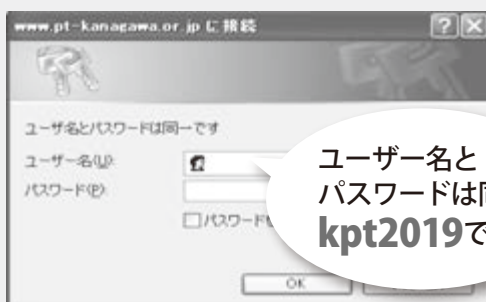 www.pt-kanagawa.or.jp に接続
ユーザ名とパスワードは同一です
ユーザー名(U):
パスワード(P):
パスワードを
OK
ユーザー名と
パスワードは同
kpt2019で